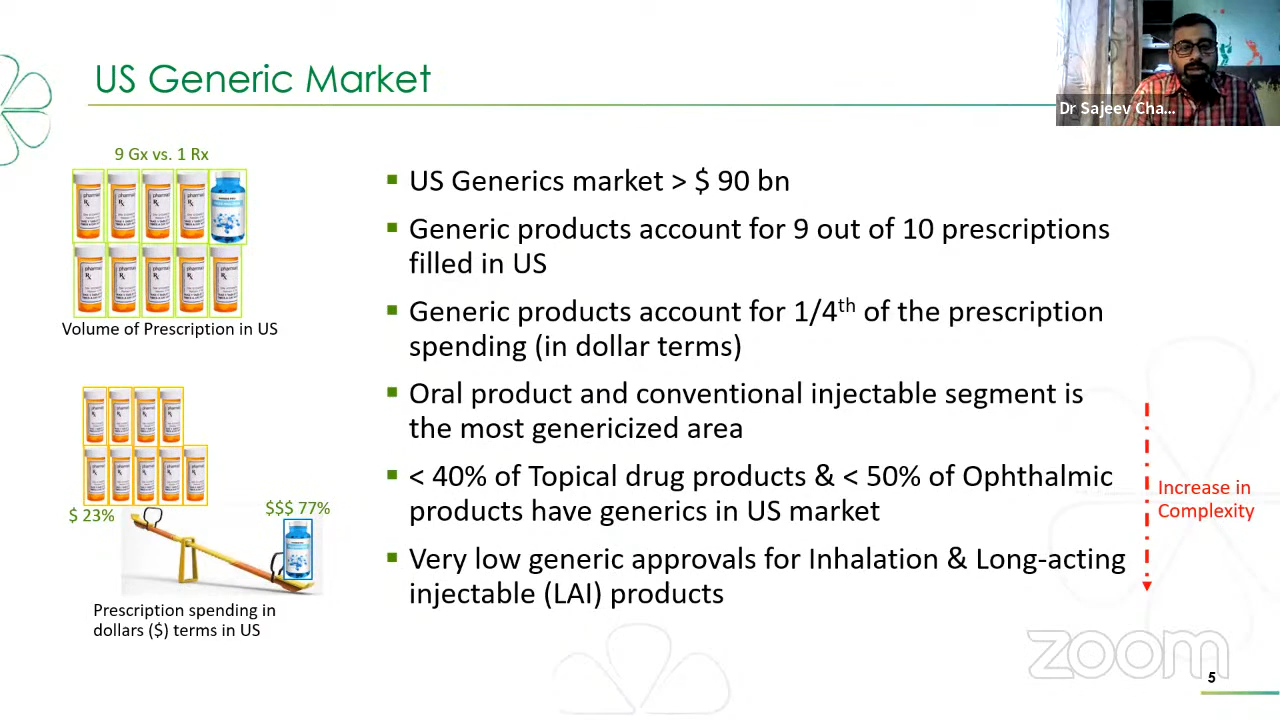 US Generic Market
Dr Sajeev Cha...
9 Gx vs. 1 Rx
Volume of Prescription in US
$ 23%
$$$ 77%
Prescription spending in
dollars ($) terms in US
▪ US Generics market > $ 90 bn
▪ Generic products account for 9 out of 10 prescriptions
filled in US
▪ Generic products account for 1/4th of the prescription
spending (in dollar terms)
▪ Oral product and conventional injectable segment is
the most genericized area
▪ < 40% of Topical drug products & < 50% of Ophthalmic
products have generics in US market
▪ Very low generic approvals for Inhalation & Long-acting
injectable (LAI) products
Increase in
Complexity
zoom
5